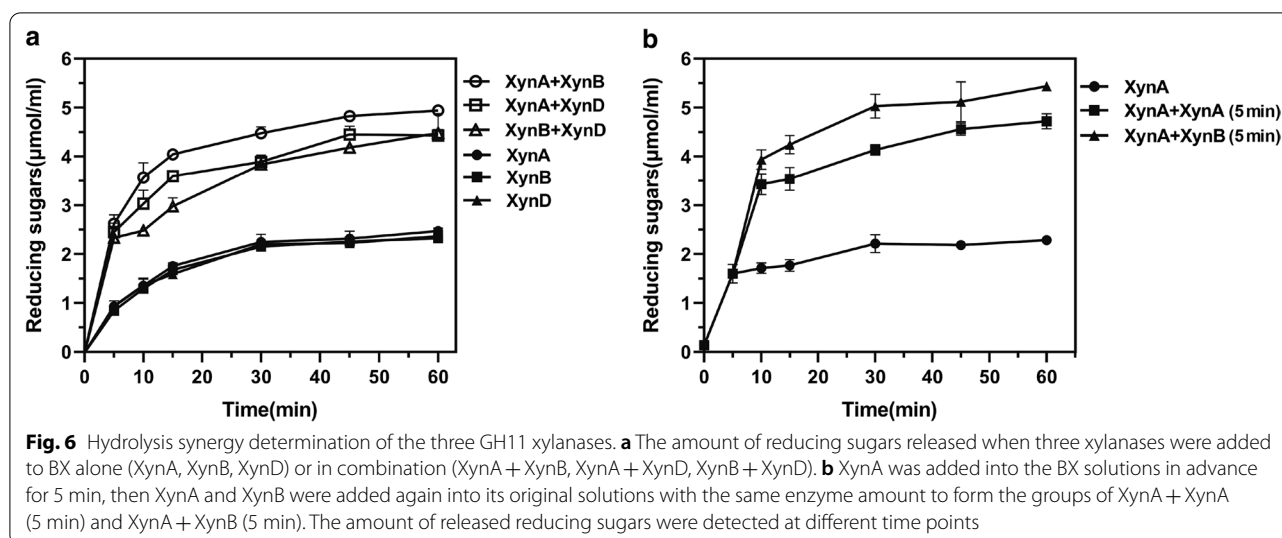 a
6
5
4
3
2
1
0
Reducing sugars(μmol/ml)
0 10 20 30 40 50 60
Time(min)
XynA+XynB
XynA+XynD
XynB+XynD
XynA
XynB
XynD
b
6
5
4
3
2
1
0
Reducing sugars(μmol/ml)
0 10 20 30 40 50 60
Time(min)
XynA
XynA+XynA (5 min)
XynA+XynB (5 min)
Fig. 6 Hydrolysis synergy determination of the three GH11 xylanases. a The amount of reducing sugars released when three xylanases were added
to BX alone (XynA, XynB, XynD) or in combination (XynA + XynB, XynA + XynD, XynB + XynD). b XynA was added into the BX solutions in advance
for 5 min, then XynA and XynB were added again into its original solutions with the same enzyme amount to form the groups of XynA + XynA
(5 min) and XynA + XynB (5 min). The amount of released reducing sugars were detected at different time points